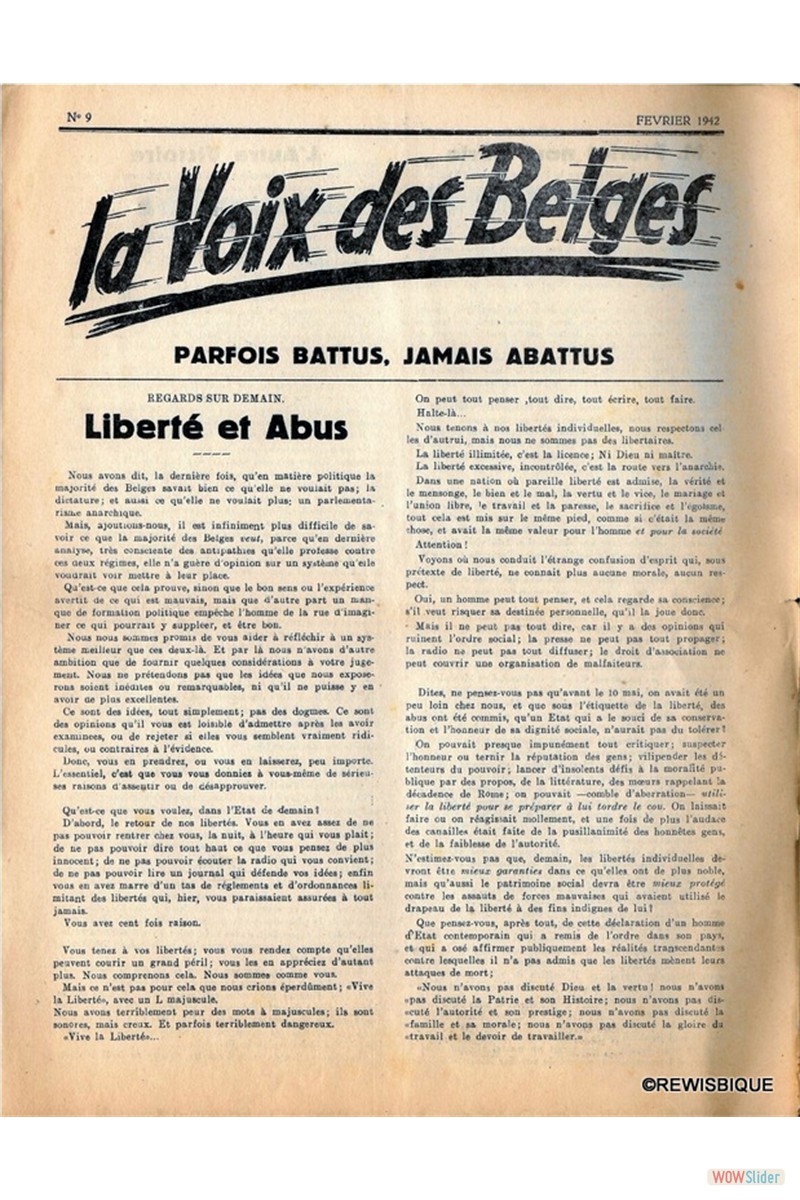 N° 9
FEVRIER 1942
la Voix des Belges
PARFOIS BATTUS, JAMAIS ABATTUS
REGARDS SUR DEMAIN.
Liberté et Abus
Nous avons dit, la dernière fois, qu'en matière politique la
majorité des Belges savait bien ce qu'elle ne voulait pas; la
dictature; et aussi ce qu'elle ne voulait plus: un parlementa-
risme anarchique.
Mais, ajoutions-nous, il est infiniment plus difficile de sa-
voir ce que la majorité des Belges veut, parce qu'en dernière
analyse, très consciente des antipathies qu'elle professe contre
ces deux régimes, elle n'a guère d'opinion sur un système qu'elle
voudrait voir mettre à leur place.
Qu'est-ce que cela prouve, sinon que le bon sens ou l'expérience
avertit de ce qui est mauvais, mais que d'autre part un man-
que de formation politique empêche l'homme de la rue d'imagi-
ner ce qui pourrait y suppléer, et être bon.
Nous nous sommes promis de vous aider à réfléchir à un sys-
tème meilleur que ces deux-là. Et par là nous n'avons d'autre
ambition que de fournir quelques considérations à votre juge-
ment. Nous ne prétendons pas que les idées que nous expose-
rons soient inédites ou remarquables, ni qu'il ne puisse y en
avoir de plus excellentes.
Ce sont des idées, tout simplement; pas des dogmes. Ce sont
des opinions qu'il vous est loisible d'admettre après les avoir
examinées, ou de rejeter si elles vous semblent vraiment ridi-
cules, ou contraires à l'évidence.
Donc, vous en prendrez, ou vous en laisserez, peu importe.
L'essentiel, c'est que vous vous donniez à vous-même de sérieu-
ses raisons d'assentir ou de désapprouver.
Qu'est-ce que vous voulez, dans l'Etat de demain?
D'abord, le retour de nos libertés. Vous en avez assez de ne
pas pouvoir rentrer chez vous, la nuit, à l'heure qui vous plait;
de ne pas pouvoir dire tout haut ce que vous pensez de plus
innocent; de ne pas pouvoir écouter la radio qui vous convient;
de ne pas pouvoir lire un journal qui défende vos idées; enfin
vous en avez marre d'un tas de réglements et d'ordonnances li-
mitant des libertés qui, hier, vous paraissaient assurées à tout
jamais.
Vous avez cent fois raison.
Vous tenez à vos libertés; vous vous rendez compte qu'elles
peuvent courir un grand péril; vous les en appréciez d'autant
plus. Nous comprenons cela. Nous sommes comme vous.
Mais ce n'est pas pour cela que nous crions éperdûment; «Vive
la Liberté», avec un L majuscule.
Nous avons terriblement peur des mots à majuscules; ils sont
sonores, mais creux. Et parfois terriblement dangereux.
«Vive la Liberté»...
On peut tout penser ,tout dire, tout écrire, tout faire.
Halte-là...
Nous tenons à nos libertés individuelles, nous respectons cel-
les d'autrui, mais nous ne sommes pas des libertaires.
La liberté illimitée, c'est la licence; Ni Dieu ni maître.
La liberté excessive, incontrôlée, c'est la route vers l'anarchie.
Dans une nation où pareille liberté est admise, la vérité et
le mensonge, le bien et le mal, la vertu et le vice, le mariage et
l'union libre, le travail et la paresse, le sacrifice et l'égoïsme,
tout cela est mis sur le même pied, comme si c'était la même
chose, et avait la même valeur pour l'homme et pour la société
Attention!
Voyons où nous conduit l'étrange confusion d'esprit qui, sous
prétexte de liberté, ne connait plus aucune morale, aucun res-
pect.
Oui, un homme peut tout penser, et cela regarde sa conscience;
s'il veut risquer sa destinée personnelle, qu'il la joue donc.
Mais il ne peut pas tout dire, car il y a des opinions qui
ruinent l'ordre social; la presse ne peut pas tout propager;
la radio ne peut pas tout diffuser; le droit d'association ne
peut couvrir une organisation de malfaiteurs.
Dites, ne pensez-vous pas qu'avant le 10 mai, on avait été un
peu loin chez nous, et que sous l'étiquette de la liberté, des
abus ont été commis, qu'un Etat qui a le souci de sa conserva-
tion et l'honneur de sa dignité sociale, n'aurait pas du tolérer?
On pouvait presque impunément tout critiquer; suspecter
l'honneur ou ternir la réputation des gens; vilipender les dé-
tenteurs du pouvoir; lancer d'insolents défis à la moralité pu-
blique par des propos, de la littérature, des mœurs rappelant la
décadence de Rome; on pouvait —comble d'aberration— utili-
ser la liberté pour se préparer à lui tordre le cou. On laissait
faire ou on réagissait mollement, et une fois de plus l'audace
des canailles était faite de la pusillanimité des honnêtes gens,
et de la faiblesse de l'autorité.
N'estimez-vous pas que, demain, les libertés individuelles de-
vront être mieux garanties dans ce qu'elles ont de plus noble,
mais qu'aussi le patrimoine social devra être mieux protégé
contre les assauts de forces mauvaises qui avaient utilisé le
drapeau de la liberté à des fins indignes de lui?
Que pensez-vous, après tout, de cette déclaration d'un homme
d'Etat contemporain qui a remis de l'ordre dans son pays,
et qui a osé affirmer publiquement les réalités transcendantes
contre lesquelles il n'a pas admis que les libertés mènent leurs
attaques de mort;
«Nous n'avons pas discuté Dieu et la vertu! nous n'avons
«pas discuté la Patrie et son Histoire; nous n'avons pas dis-
«cuté l'autorité et son prestige; nous n'avons pas discuté la
«famille et sa morale; nous n'avons pas discuté la gloire du
«travail et le devoir de travailler.»
©REWISBIQUE
WOWSlider